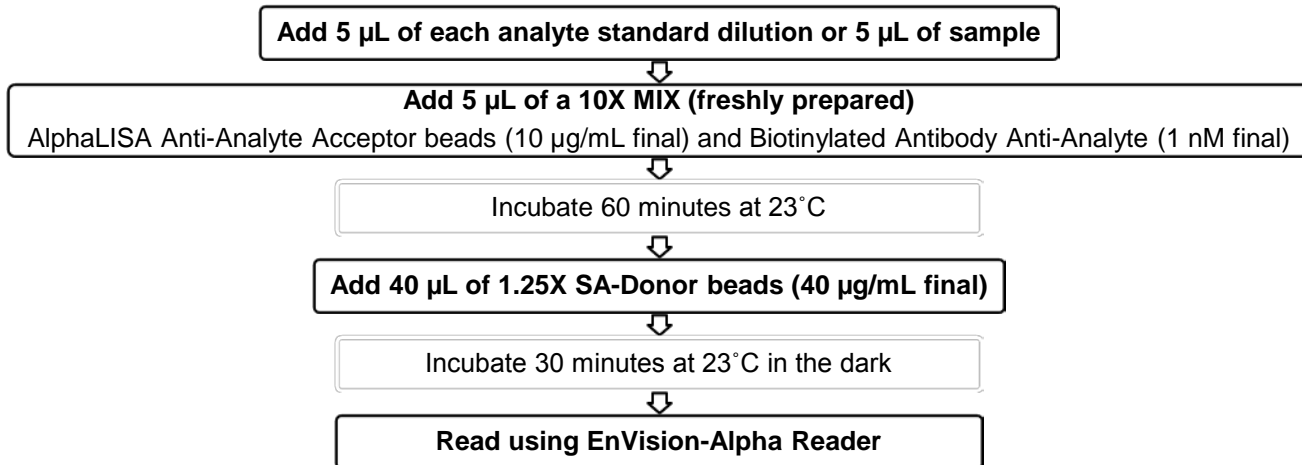 Add 5 µL of each analyte standard dilution or 5 µL of sample
Add 5 µL of a 10X MIX (freshly prepared)
AlphaLISA Anti-Analyte Acceptor beads (10 µg/mL final) and Biotinylated Antibody Anti-Analyte (1 nM final)
Incubate 60 minutes at 23˚C
Add 40 µL of 1.25X SA-Donor beads (40 µg/mL final)
Incubate 30 minutes at 23˚C in the dark
Read using EnVision-Alpha Reader